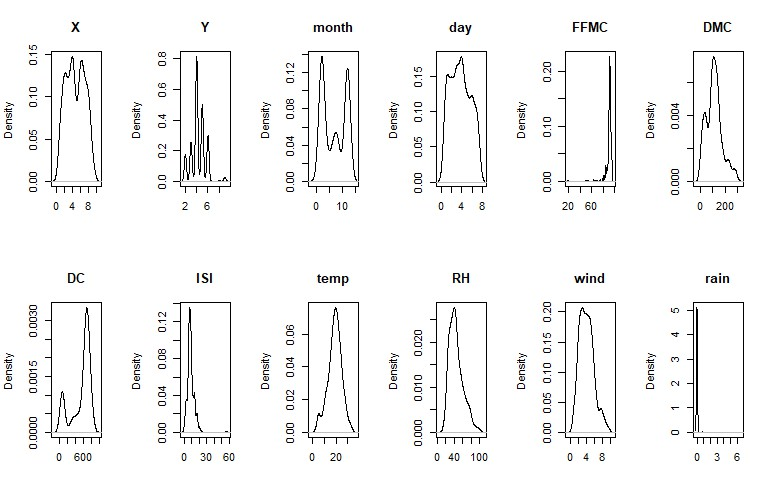 X Y month day FFMC DMC
Density 0.00 0.05 0.10 0.15
0 4 8
Density 0.0 0.2 0.4 0.6 0.8
2 6
Density 0.00 0.04 0.08 0.12
0 10
Density 0.00 0.05 0.10 0.15
0 4 8
Density 0.00 0.05 0.10 0.20
20 60
Density 0.000 0.004
0 200
DC ISI temp RH wind rain
Density 0.0000 0.0015 0.0030
0 600
Density 0.00 0.04 0.08 0.12
0 30 60
Density 0.00 0.02 0.04 0.06
0 20
Density 0.000 0.010 0.020
0 40 100
Density 0.00 0.05 0.10 0.15 0.20
0 4 8
Density 0 1 2 3 4 5
0 3 6